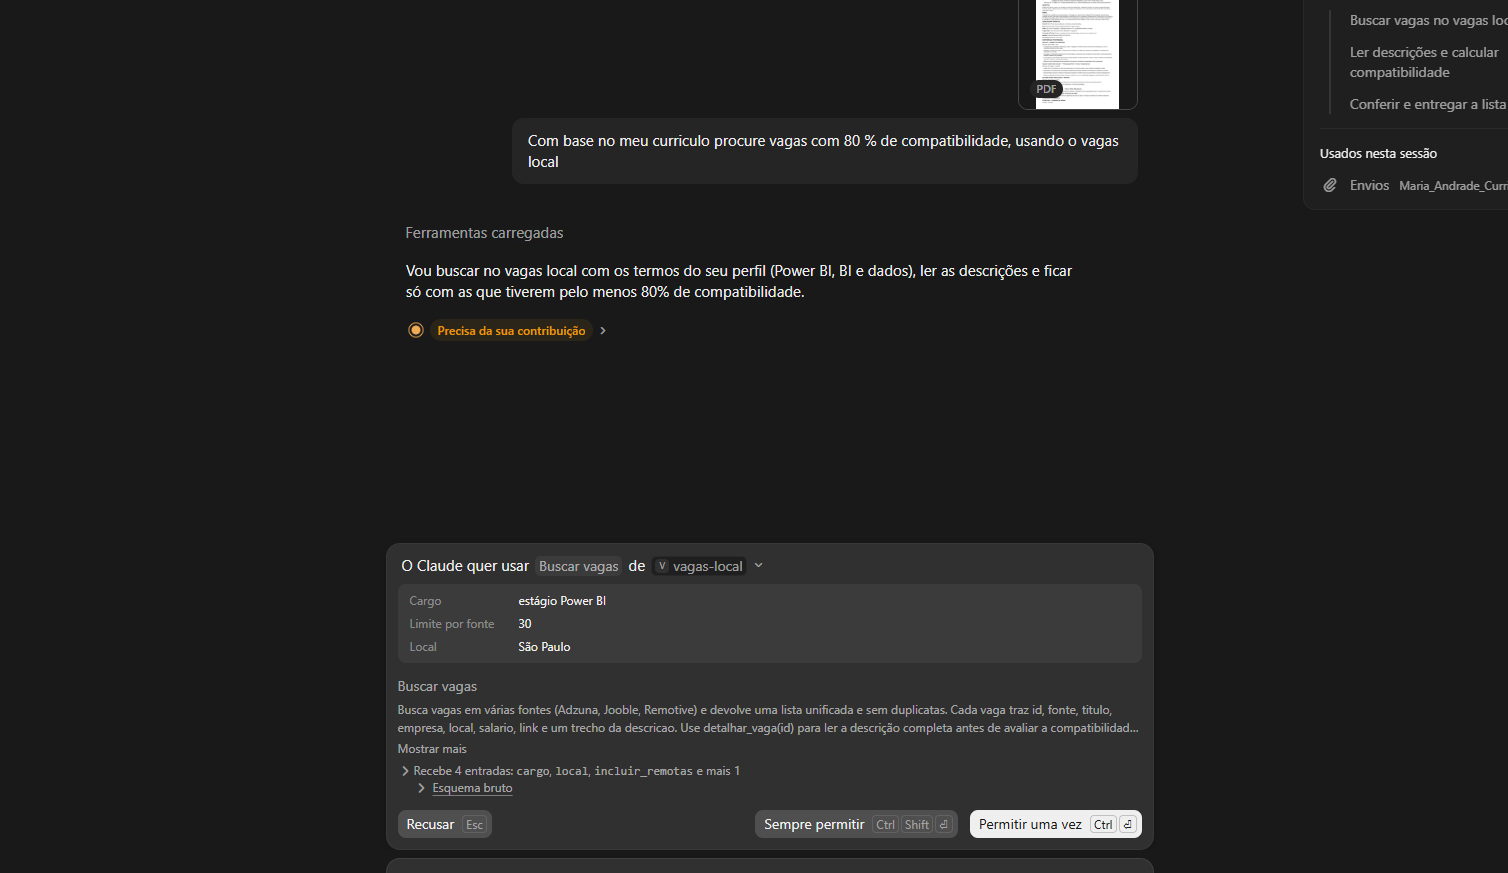 PDF
Com base no meu curriculo procure vagas com 80 % de compatibilidade, usando o vagas
local
Ferramentas carregadas
Vou buscar no vagas local com os termos do seu perfil (Power BI, BI e dados), ler as descrições e ficar
só com as que tiverem pelo menos 80% de compatibilidade.
Precisa da sua contribuição
Buscar vagas no vagas loc
Ler descrições e calcular
compatibilidade
Conferir e entregar a lista
Usados nesta sessão
Envios Maria_Andrade_Curr
O Claude quer usar Buscar vagas de V vagas-local
Cargo estágio Power BI
Limite por fonte 30
Local São Paulo
Buscar vagas
Busca vagas em várias fontes (Adzuna, Jooble, Remotive) e devolve uma lista unificada e sem duplicatas. Cada vaga traz id, fonte, titulo,
empresa, local, salario, link e um trecho da descricao. Use detalhar_vaga(id) para ler a descrição completa antes de avaliar a compatibilidad...
Mostrar mais
Recebe 4 entradas: cargo, local, incluir_remotas e mais 1
Esquema bruto
Recusar Esc
Sempre permitir Ctrl Shift ⏎
Permitir uma vez Ctrl ⏎